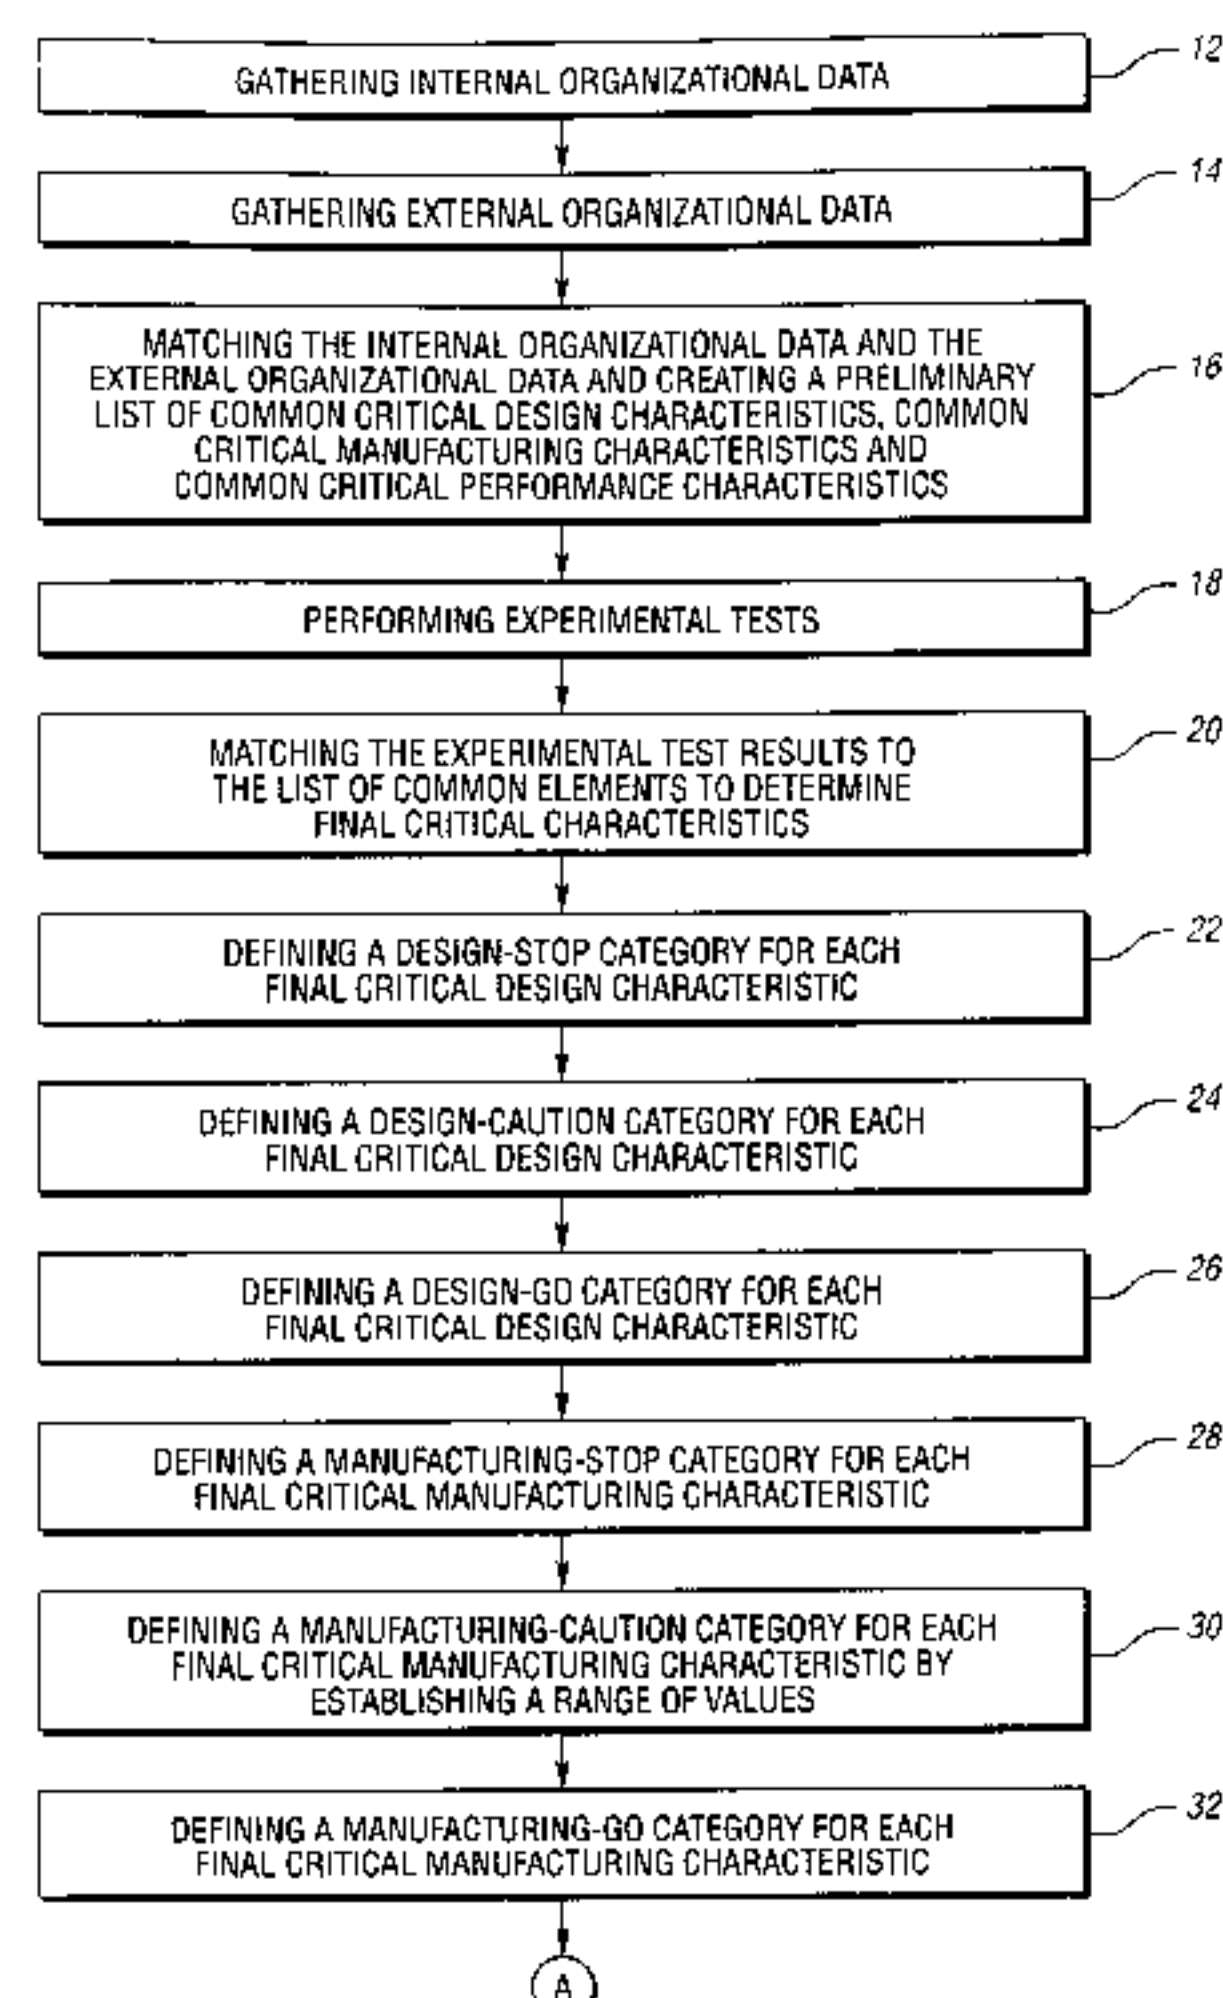 GATHERING INTERNAL ORGANIZATIONAL DATA
12
GATHERING EXTERNAL ORGANIZATIONAL DATA
14
MATCHING THE INTERNAL ORGANIZATIONAL DATA AND THE
EXTERNAL ORGANIZATIONAL DATA AND CREATING A PRELIMINARY
LIST OF COMMON CRITICAL DESIGN CHARACTERISTICS, COMMON
CRITICAL MANUFACTURING CHARACTERISTICS AND
COMMON CRITICAL PERFORMANCE CHARACTERISTICS
16
PERFORMING EXPERIMENTAL TESTS
18
MATCHING THE EXPERIMENTAL TEST RESULTS TO
THE LIST OF COMMON ELEMENTS TO DETERMINE
FINAL CRITICAL CHARACTERISTICS
20
DEFINING A DESIGN-STOP CATEGORY FOR EACH
FINAL CRITICAL DESIGN CHARACTERISTIC
22
DEFINING A DESIGN-CAUTION CATEGORY FOR EACH
FINAL CRITICAL DESIGN CHARACTERISTIC
24
DEFINING A DESIGN-GO CATEGORY FOR EACH
FINAL CRITICAL DESIGN CHARACTERISTIC
26
DEFINING A MANUFACTURING-STOP CATEGORY FOR EACH
FINAL CRITICAL MANUFACTURING CHARACTERISTIC
28
DEFINING A MANUFACTURING-CAUTION CATEGORY FOR EACH
FINAL CRITICAL MANUFACTURING CHARACTERISTIC BY
ESTABLISHING A RANGE OF VALUES
30
DEFINING A MANUFACTURING-GO CATEGORY FOR EACH
FINAL CRITICAL MANUFACTURING CHARACTERISTIC
32
A